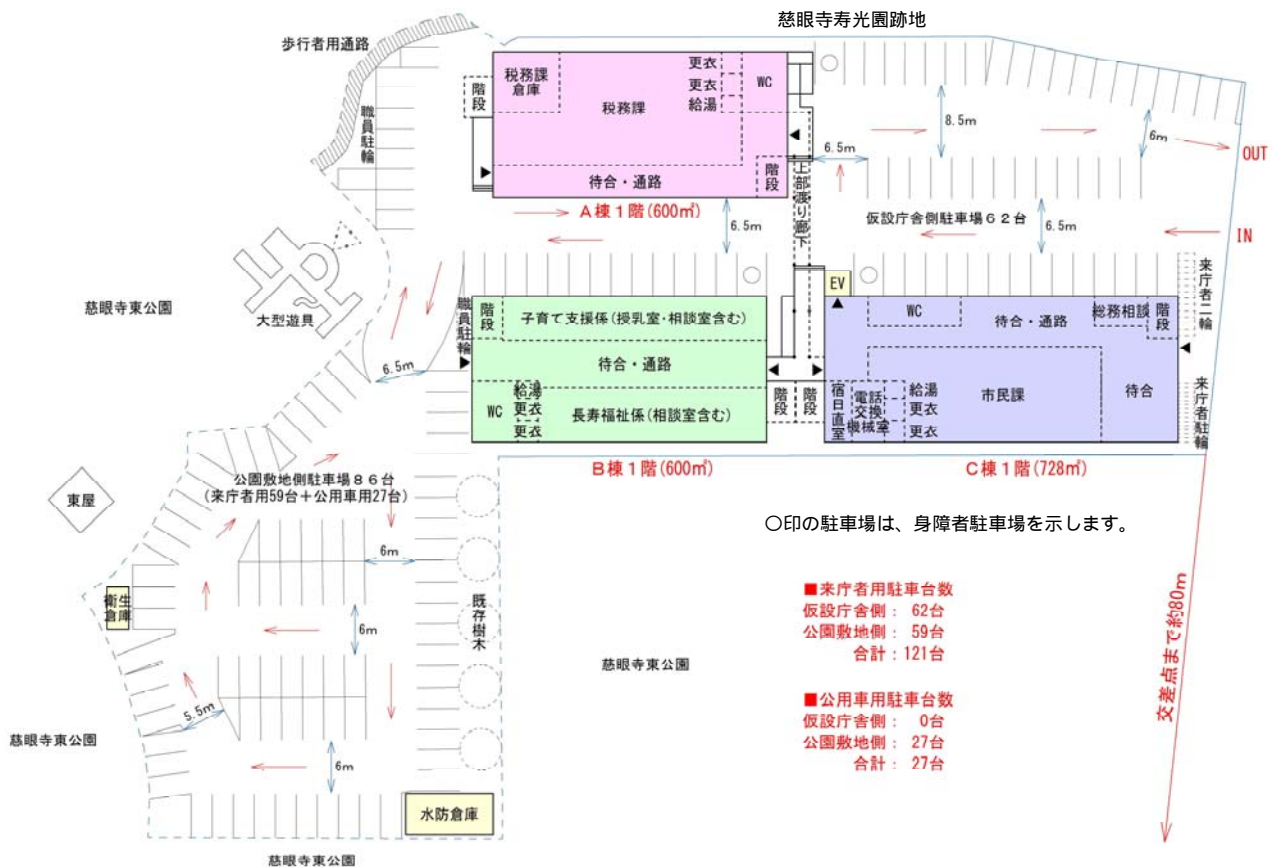 慈眼寺寿光園跡地
歩行者用通路
職員駐輪
階段
税務課
倉庫
税務課
更衣
更衣
給湯
WC
待合・通路
階段
A棟1階(600㎡)
上部渡り廊下
8.5m
6m
6.5m
OUT
仮設庁舎側駐車場62台
6.5m
6.5m
IN
慈眼寺東公園
大型遊具
6.5m
職員駐輪
階段
子育て支援係(授乳室・相談室含む)
待合・通路
WC
給湯
更衣
更衣
長寿福祉係(相談室含む)
階段
階段
B棟1階(600㎡)
EV
WC
待合・通路
総務相談
階段
宿日直室
電話
交換
機械室
給湯
更衣
更衣
市民課
待合
C棟1階(728㎡)
来庁者二輪
来庁者駐輪
公園敷地側駐車場86台
(来庁者用59台+公用車用27台)
東屋
6m
衛生
倉庫
6m
既存樹木
5.5m
6m
水防倉庫
慈眼寺東公園
慈眼寺東公園
慈眼寺東公園
○印の駐車場は、身障者駐車場を示します。
■来庁者用駐車台数
仮設庁舎側: 62台
公園敷地側: 59台
合計:121台
■公用車用駐車台数
仮設庁舎側: 0台
公園敷地側: 27台
合計: 27台
交差点まで約80m